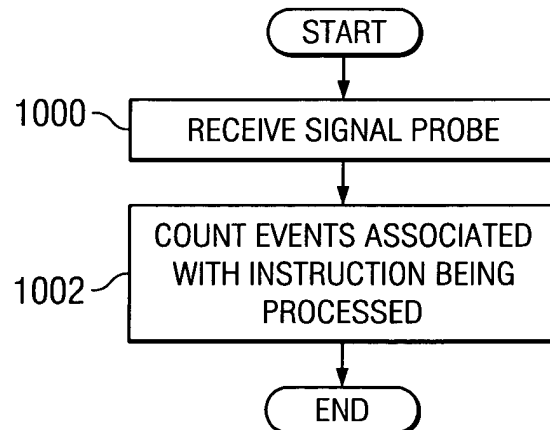 START
1000
RECEIVE SIGNAL PROBE
COUNT EVENTS ASSOCIATED
WITH INSTRUCTION BEING
PROCESSED
1002
END